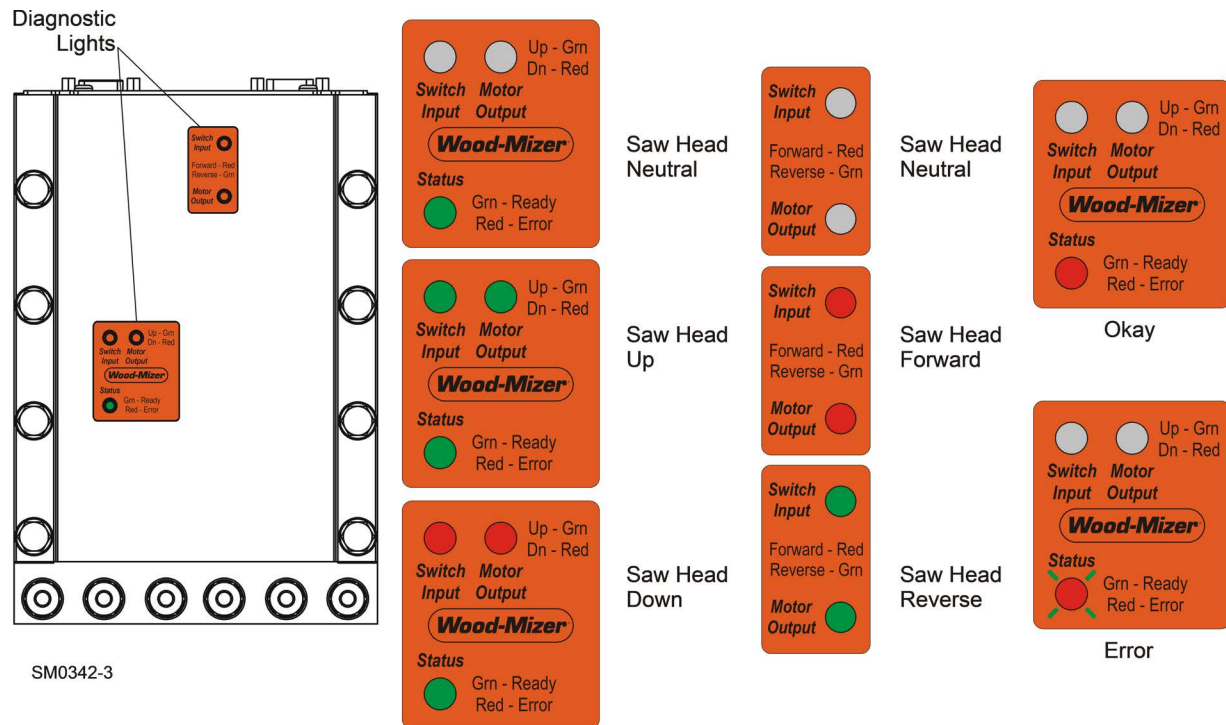 Diagnostic
Lights
Switch
Input
Forward - Red
Reverse - Grn
Motor
Output
Up - Grn
Dn - Red
Switch Motor
Input Output
Wood-Mizer
Status
Grn - Ready
Red - Error
SM0342-3
Up - Grn
Dn - Red
Switch Motor
Input Output
Wood-Mizer
Status
Grn - Ready
Red - Error
Saw Head
Neutral
Up - Grn
Dn - Red
Switch Motor
Input Output
Wood-Mizer
Status
Grn - Ready
Red - Error
Saw Head
Up
Up - Grn
Dn - Red
Switch Motor
Input Output
Wood-Mizer
Status
Grn - Ready
Red - Error
Saw Head
Down
Switch
Input
Forward - Red
Reverse - Grn
Motor
Output
Saw Head
Neutral
Switch
Input
Forward - Red
Reverse - Grn
Motor
Output
Saw Head
Forward
Switch
Input
Forward - Red
Reverse - Grn
Motor
Output
Saw Head
Reverse
Up - Grn
Dn - Red
Switch Motor
Input Output
Wood-Mizer
Status
Grn - Ready
Red - Error
Okay
Up - Grn
Dn - Red
Switch Motor
Input Output
Wood-Mizer
Status
Grn - Ready
Red - Error
Error